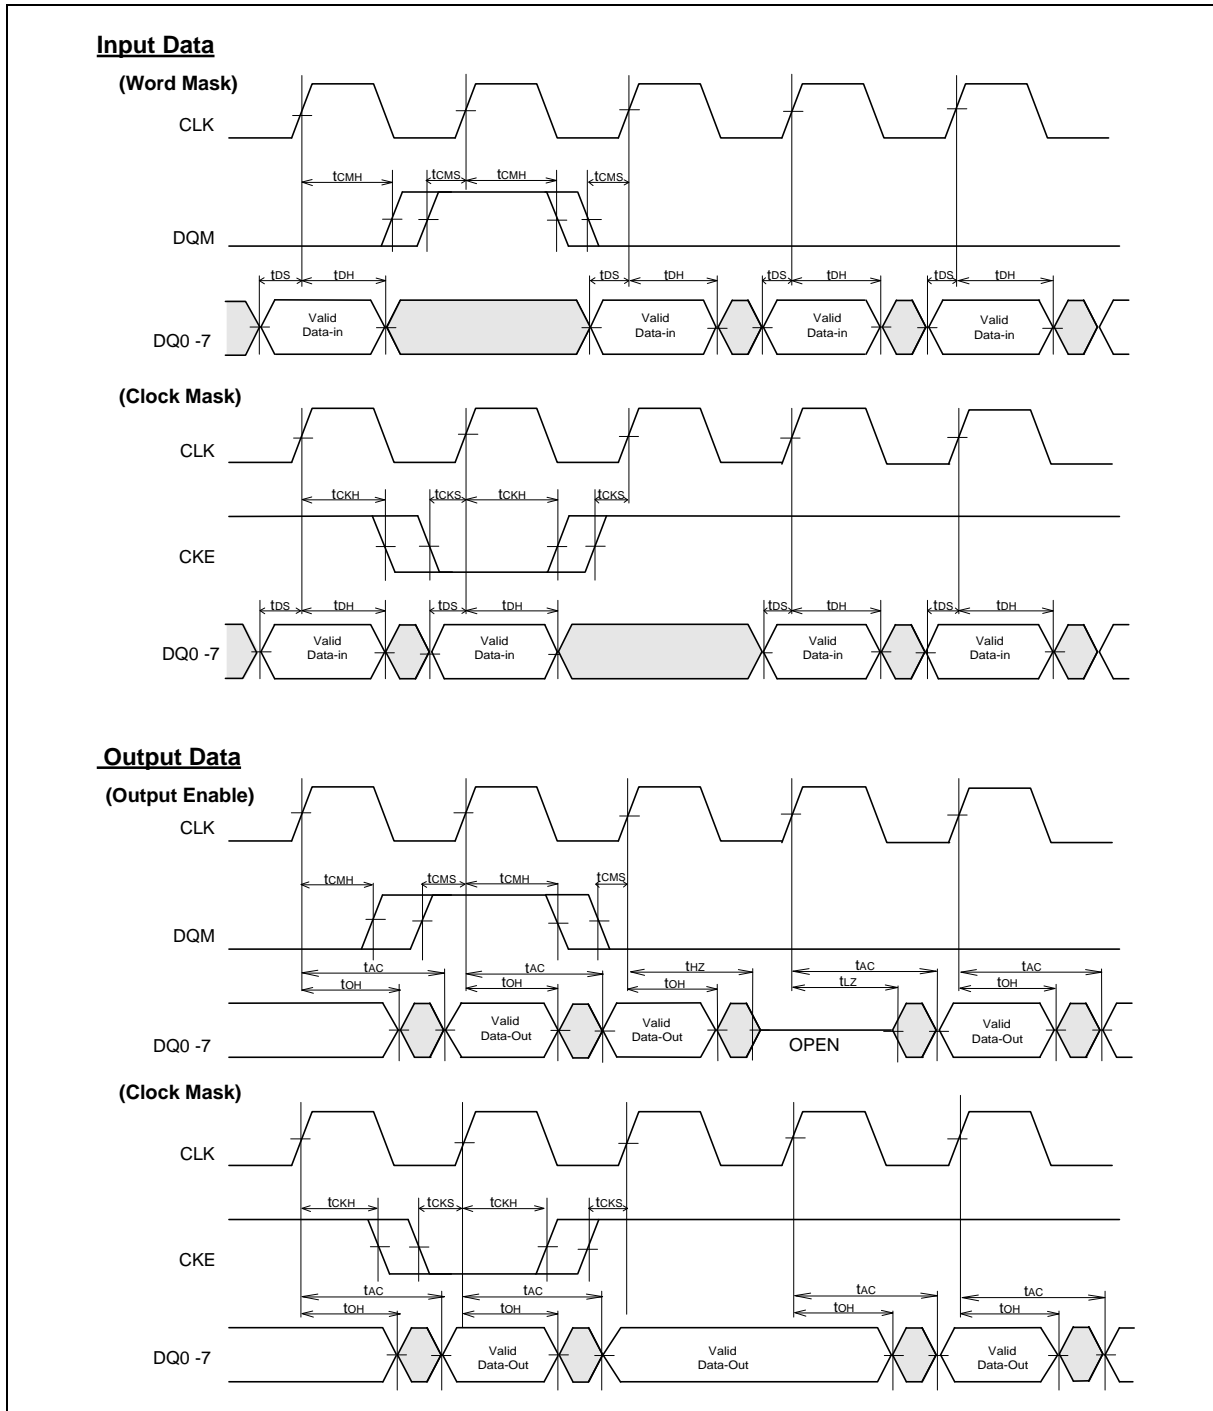 Input Data
(Word Mask)
CLK
tCMH tCMS tCMH tCMS
DQM
tDS tDH tDS tDH tDS tDH tDS tDH
Valid Data-in Valid Data-in Valid Data-in Valid Data-in
DQ0 -7
(Clock Mask)
CLK
tCKH tCKS tCKH tCKS
CKE
tDS tDH tDS tDH tDS tDH tDS tDH
Valid Data-in Valid Data-in Valid Data-in Valid Data-in
DQ0 -7
Output Data
(Output Enable)
CLK
tCMH tCMS tCMH tCMS
DQM
tAC tAC tHZ tAC tAC
tOH tOH tOH tLZ tOH
Valid Data-Out Valid Data-Out Valid Data-Out
DQ0 -7 OPEN
(Clock Mask)
CLK
tCKH tCKS tCKH tCKS
CKE
tAC tAC tAC tAC
tOH tOH tOH tOH
Valid Data-Out Valid Data-Out Valid Data-Out
DQ0 -7